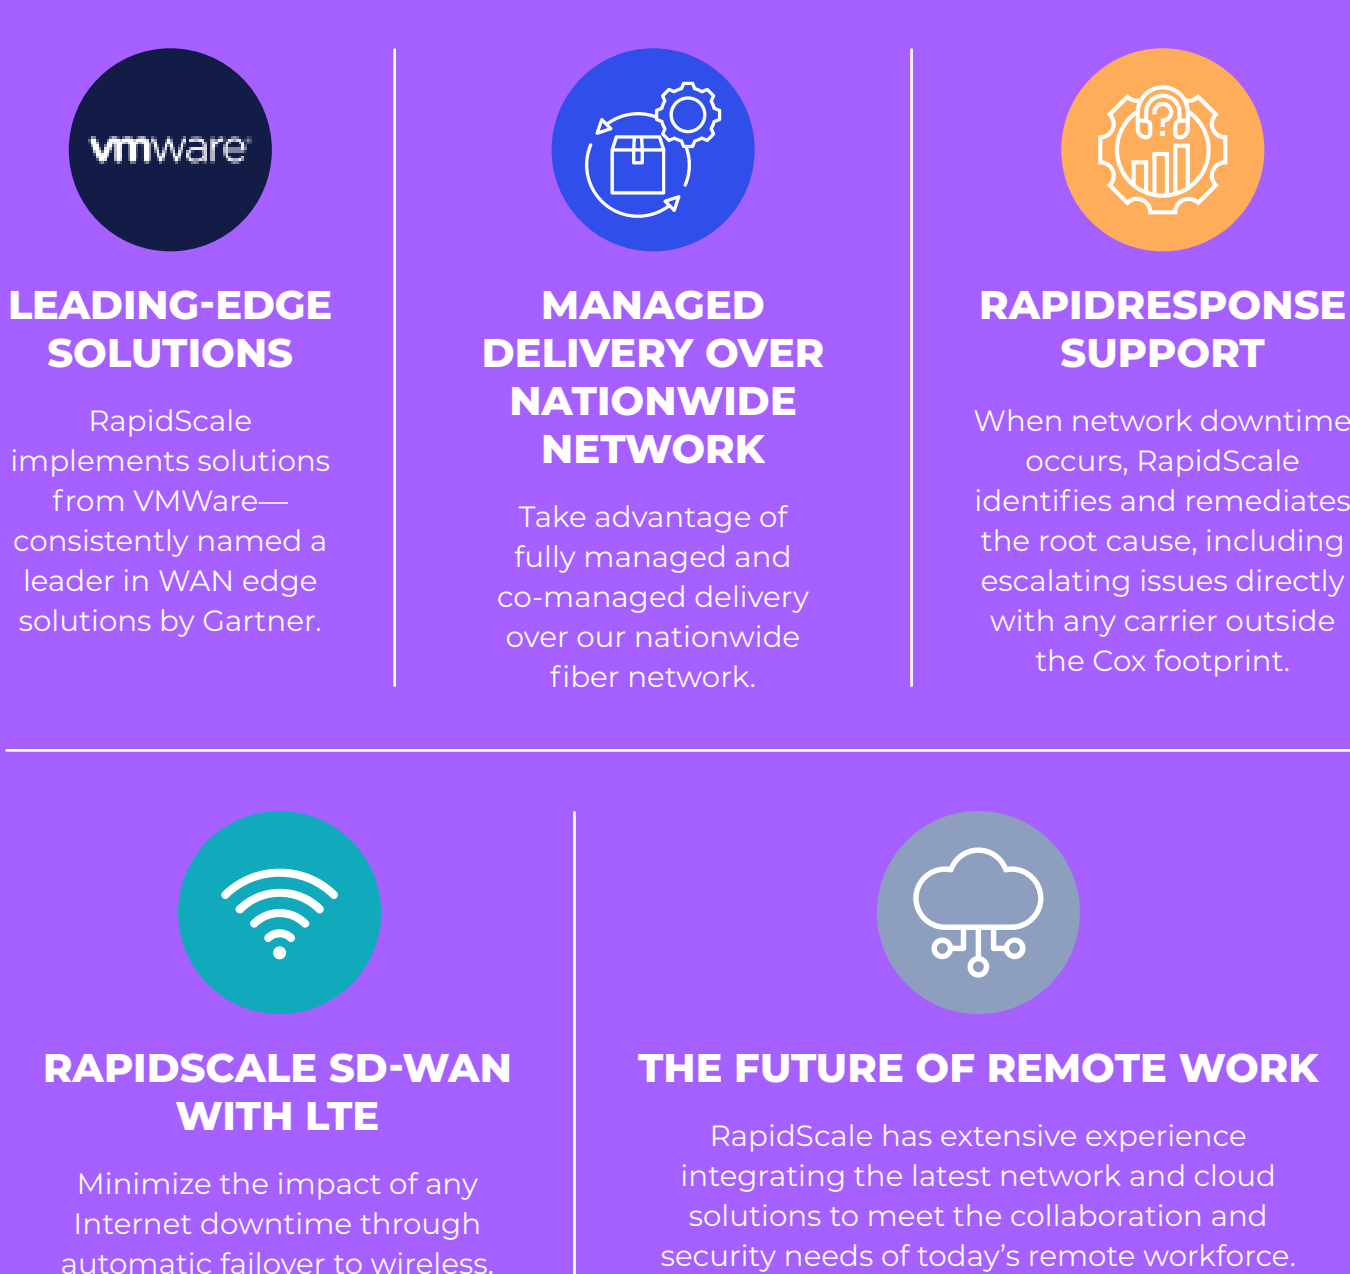 vmware
LEADING-EDGE
SOLUTIONS
RapidScale
implements solutions
from VMWare—
consistently named a
leader in WAN edge
solutions by Gartner.
MANAGED
DELIVERY OVER
NATIONWIDE
NETWORK
Take advantage of
fully managed and
co-managed delivery
over our nationwide
fiber network.
?
RAPIDRESPONSE
SUPPORT
When network downtime
occurs, RapidScale
identifies and remediates
the root cause, including
escalating issues directly
with any carrier outside
the Cox footprint.
RAPIDSCALE SD-WAN
WITH LTE
Minimize the impact of any
Internet downtime through
automatic failover to wireless.
THE FUTURE OF REMOTE WORK
RapidScale has extensive experience
integrating the latest network and cloud
solutions to meet the collaboration and
security needs of today’s remote workforce.